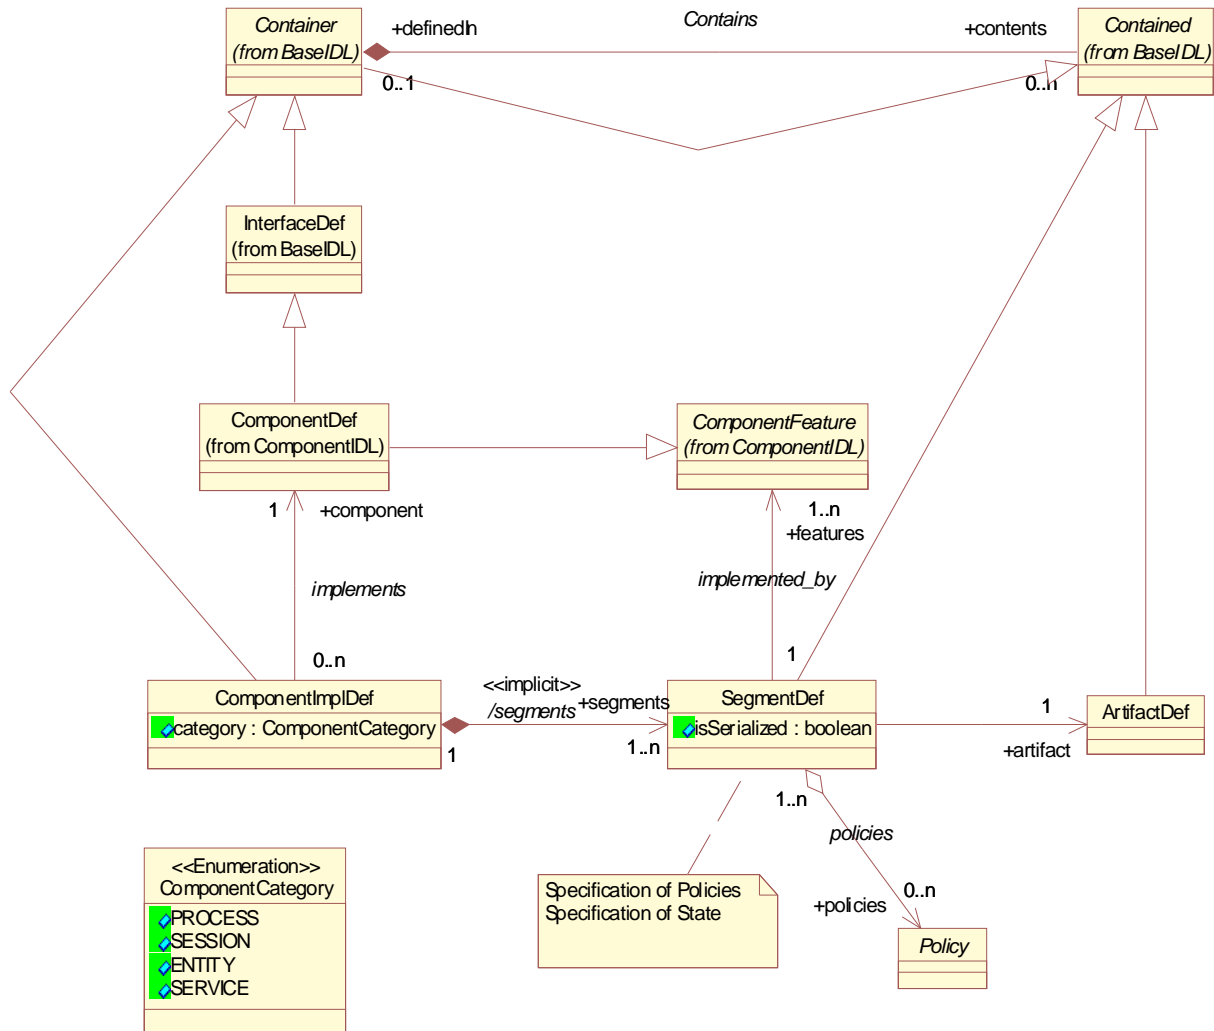 Container
(from BaseIDL)
+definedIn
Contains
+contents
Contained
(from BaseIDL)
0..1
0..n
InterfaceDef
(from BaseIDL)
ComponentDef
(from ComponentIDL)
ComponentFeature
(from ComponentIDL)
1
+component
1..n
+features
implements
implemented_by
0..n
1
ComponentImplDef
category : ComponentCategory
<<implicit>>
/segments
+segments
1
1..n
SegmentDef
isSerialized : boolean
1
+artifact
ArtifactDef
1..n
policies
0..n
+policies
Policy
<<Enumeration>>
ComponentCategory
PROCESS
SESSION
ENTITY
SERVICE
Specification of Policies
Specification of State